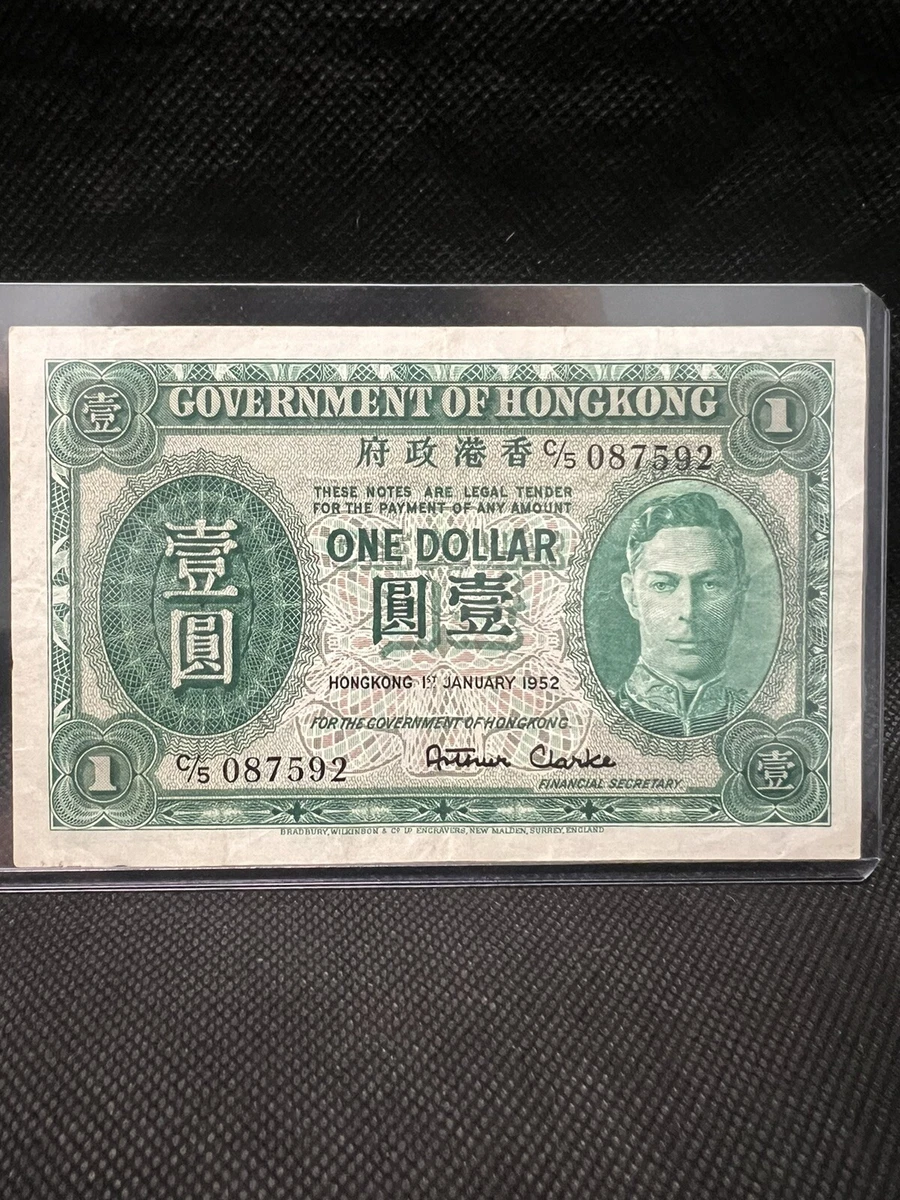 壹 GOVERNMENT OF HONGKONG 1
府政港香 C/5 087592
THESE NOTES ARE LEGAL TENDER
FOR THE PAYMENT OF ANY AMOUNT
ONE DOLLAR
圓壹
壹
圓
HONGKONG 1ST JANUARY 1952
FOR THE GOVERNMENT OF HONGKONG
C/5 087592 Arthur Clarke
1 FINANCIAL SECRETARY 壹
BRADBURY, WILKINSON & Co Ld ENGRAVERS, NEW MALDEN, SURREY, ENGLAND